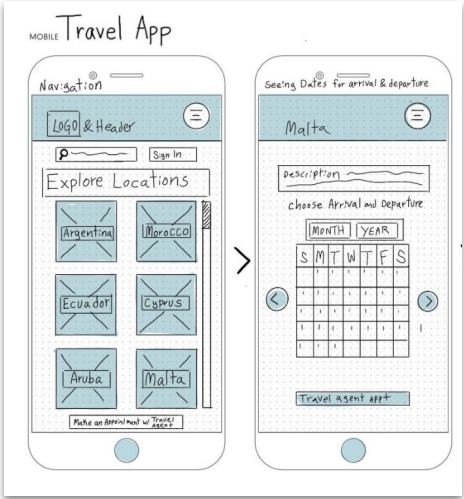 MOBILE Travel App
Navigation
LOGO & Header
Sign In
Explore Locations
Argentina
Morocco
Ecuador
Cyprus
Aruba
Malta
Make an Appointment w/ Travel
agent
Seeing Dates for arrival & departure
Malta
Description
choose Arrival and Departure
MONTH YEAR
S M T W T F S
Travel agent appt